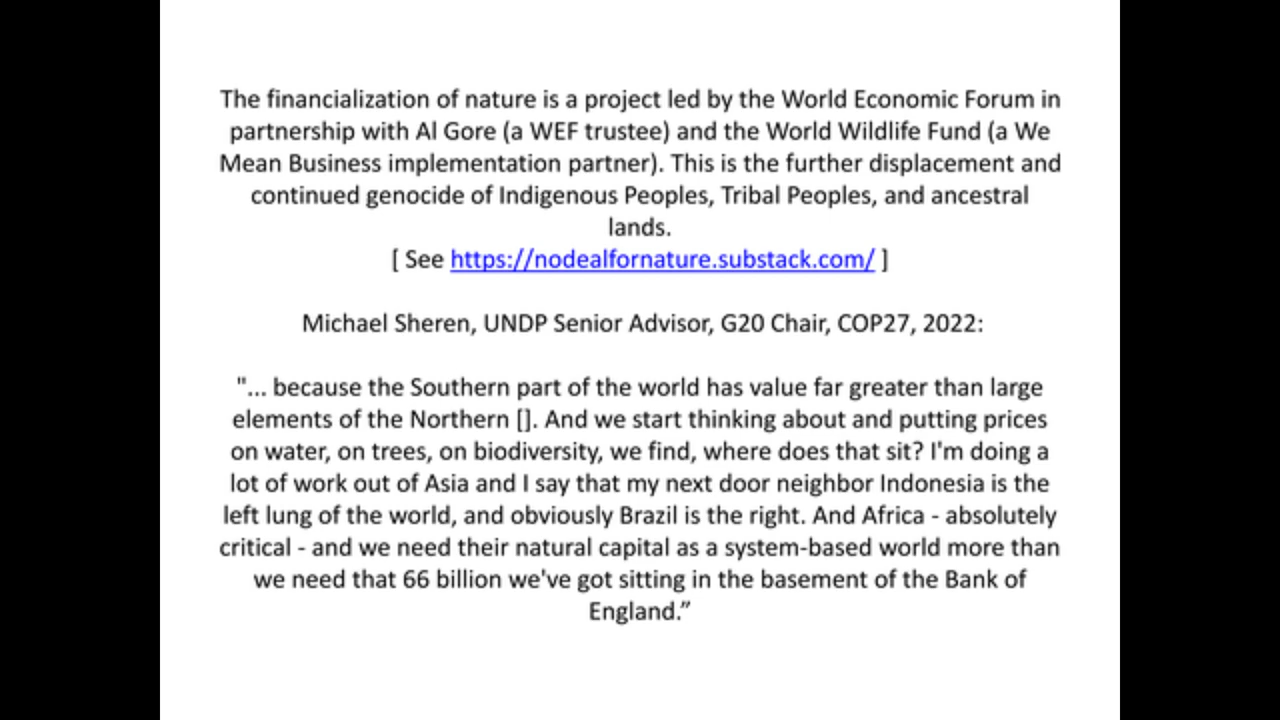 The financialization of nature is a project led by the World Economic Forum in
partnership with Al Gore (a WEF trustee) and the World Wildlife Fund (a We
Mean Business implementation partner). This is the further displacement and
continued genocide of Indigenous Peoples, Tribal Peoples, and ancestral
lands.
[ See https://nodealfornature.substack.com/ ]
Michael Sheren, UNDP Senior Advisor, G20 Chair, COP27, 2022:
"... because the Southern part of the world has value far greater than large
elements of the Northern []. And we start thinking about and putting prices
on water, on trees, on biodiversity, we find, where does that sit? I'm doing a
lot of work out of Asia and I say that my next door neighbor Indonesia is the
left lung of the world, and obviously Brazil is the right. And Africa - absolutely
critical - and we need their natural capital as a system-based world more than
we need that 66 billion we've got sitting in the basement of the Bank of
England.”